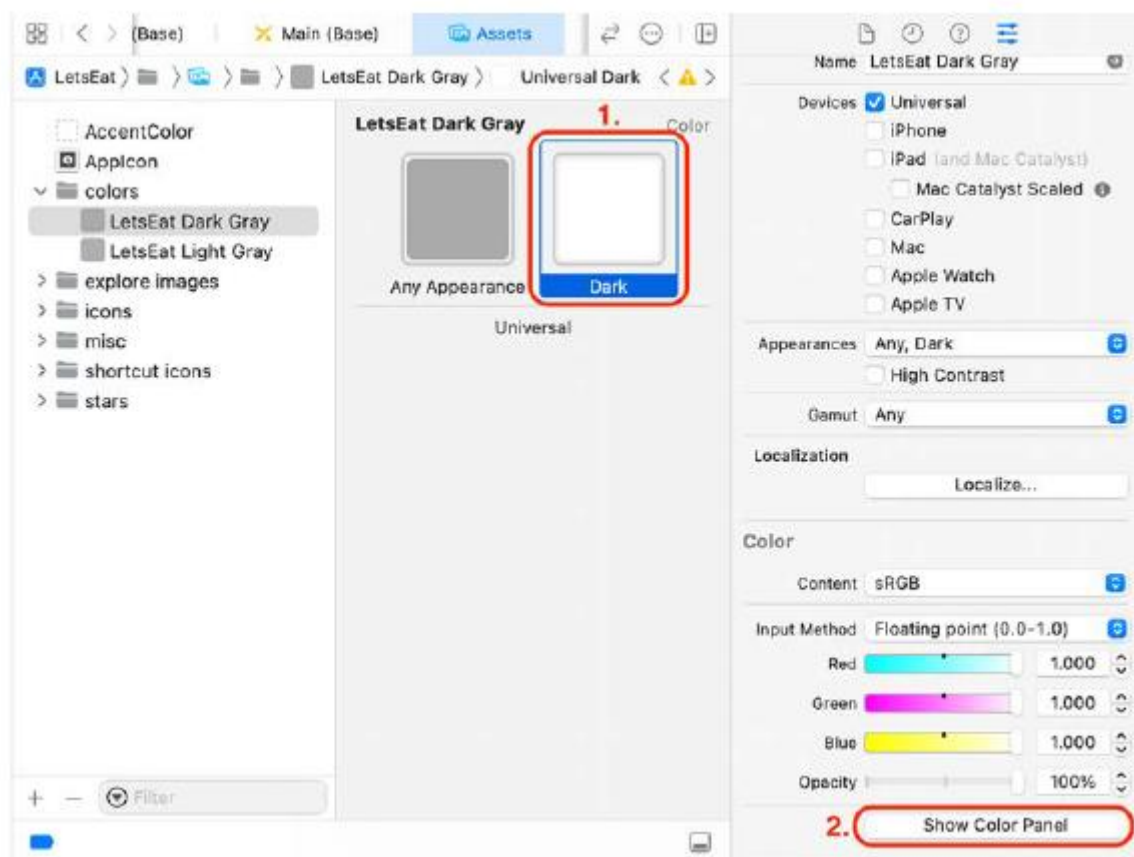 (Base) Main (Base) Assets
LetsEat LetsEat Dark Gray Universal Dark
AccentColor
AppIcon
colors
LetsEat Dark Gray
LetsEat Light Gray
explore images
icons
misc
shortcut icons
stars
Filter
LetsEat Dark Gray 1. Color
Any Appearance Dark
Universal
Name LetsEat Dark Gray
Devices Universal
iPhone
iPad (and Mac Catalyst)
Mac Catalyst Scaled
CarPlay
Mac
Apple Watch
Apple TV
Appearances Any, Dark
High Contrast
Gamut Any
Localization
Localize...
Color
Content sRGB
Input Method Floating point (0.0-1.0)
Red 1.000
Green 1.000
Blue 1.000
Opacity 100%
2. Show Color Panel